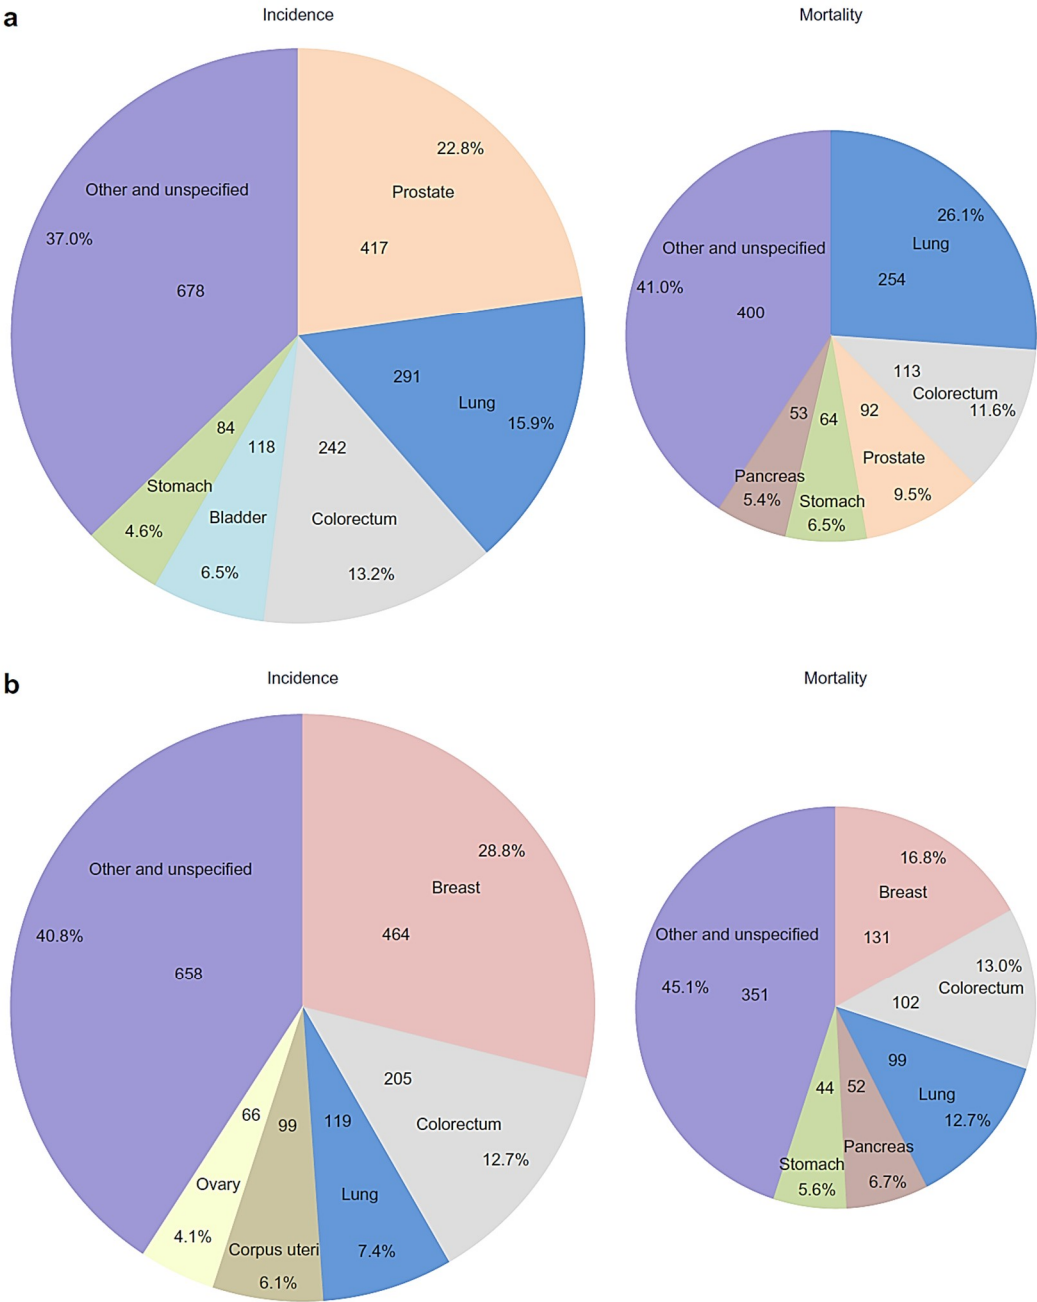 a
Incidence
Mortality
22.8%
Prostate
417
Other and unspecified
37.0%
678
291
Lung
15.9%
84
118
242
Stomach
Bladder
Colorectum
4.6%
6.5%
13.2%
26.1%
Lung
254
Other and unspecified
41.0%
400
113
Colorectum
11.6%
53
64
92
Prostate
Pancreas
5.4%
Stomach
9.5%
6.5%
b
Incidence
Mortality
28.8%
Breast
464
Other and unspecified
40.8%
658
205
Colorectum
12.7%
66
99
119
Ovary
Lung
4.1%
Corpus uteri
7.4%
6.1%
16.8%
Breast
131
Other and unspecified
45.1%
351
13.0%
Colorectum
102
99
Lung
12.7%
44
52
Pancreas
Stomach
6.7%
5.6%